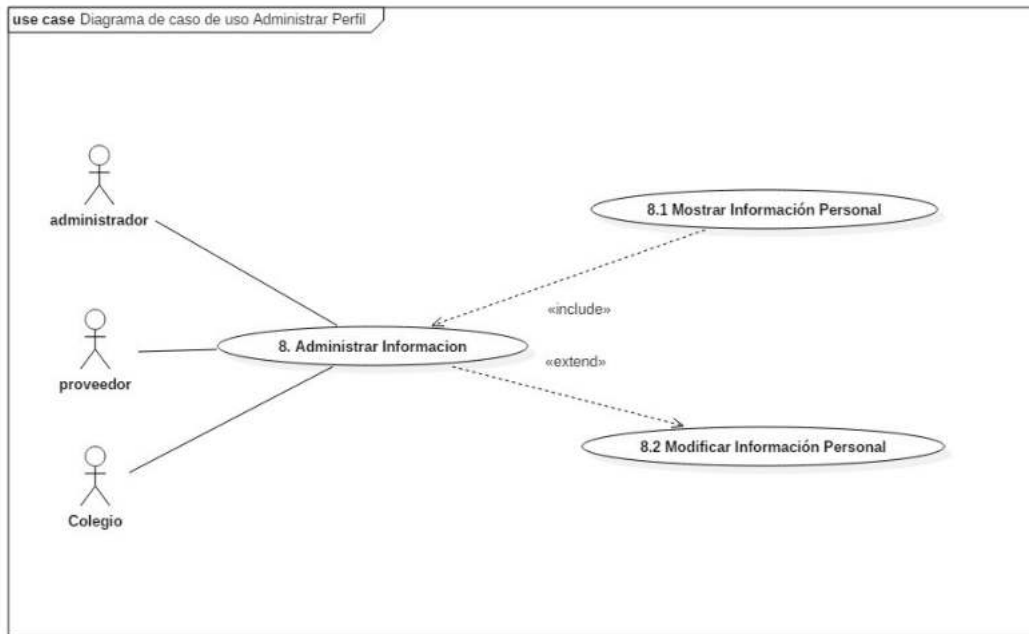 use case Diagrama de caso de uso Administrar Perfil
administrador
8.1 Mostrar Información Personal
«include»
8. Administrar Informacion
«extend»
proveedor
8.2 Modificar Información Personal
Colegio